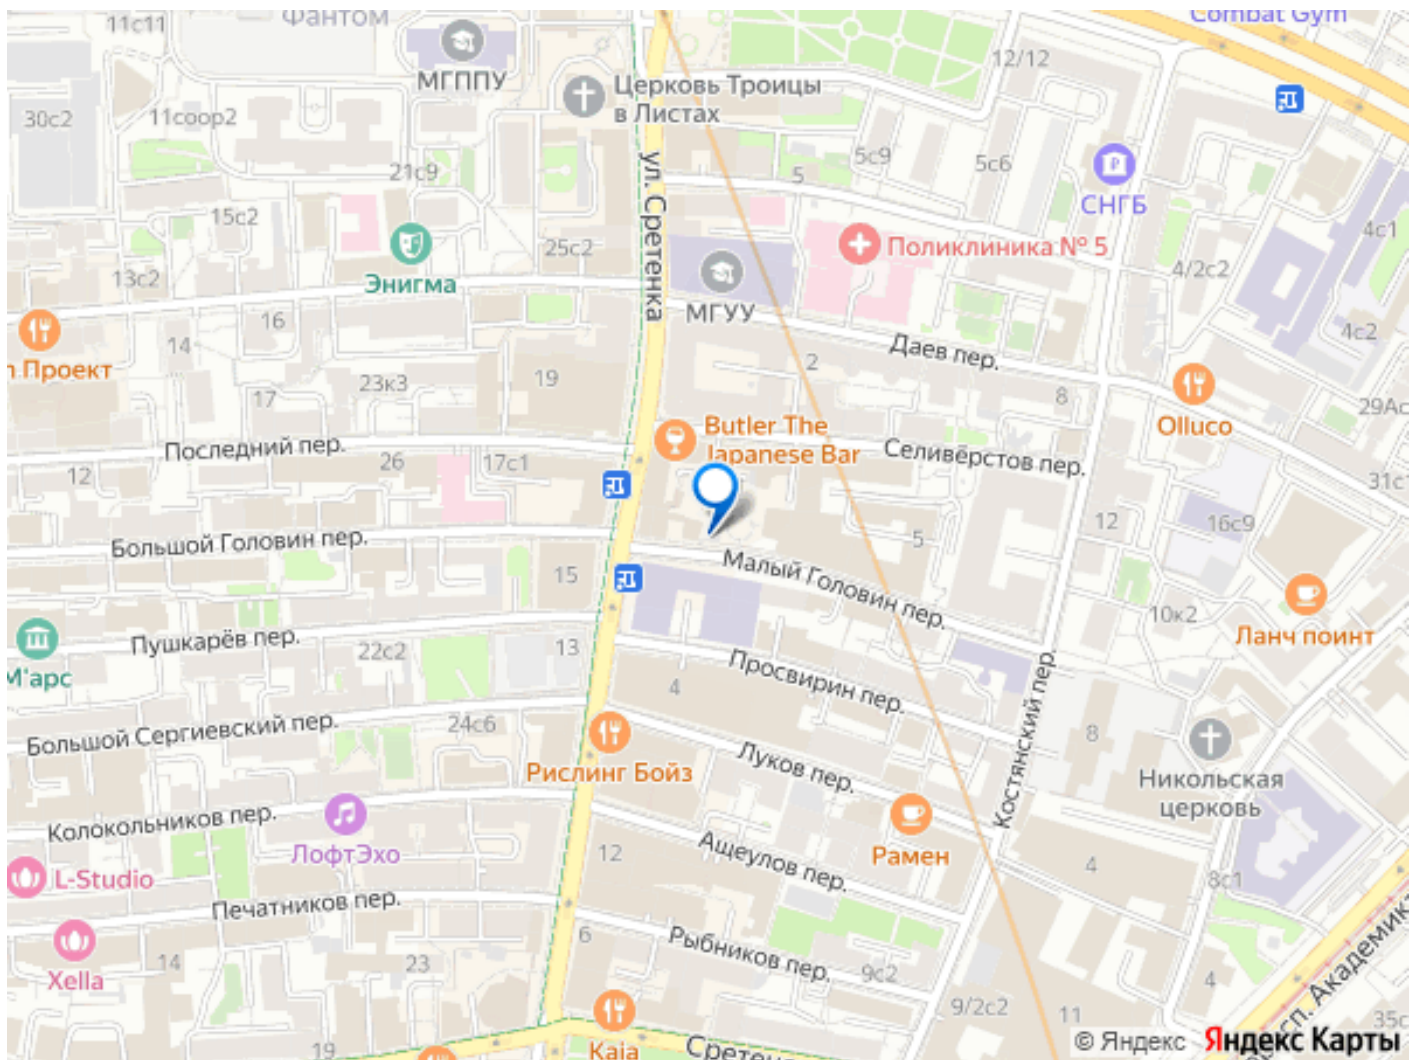 11с11
Фантом
Combat Gym
МГППУ
12/12
Церковь Троицы
в Листах
30с2
11соор2
ул. Сретенка
5с9
5с6
21с9
5
СНГБ
15с2
25с2
Поликлиника № 5
4с1
13с2
Энигма
4/2с2
16
МГУУ
4с2
14
Даев пер.
Проект
23к3
19
2
17
8
29Ас
Olluco
Butler The
Japanese Bar
Последний пер.
Селивёрстов пер.
12
26
17с1
31с1
12
16с9
Большой Головин пер.
5
Малый Головин пер.
15
Ланч поинт
10к2
Пушкарёв пер.
22с2
13
М'арс
Просвирин пер.
4
Костянский пер.
Большой Сергиевский пер.
24с6
8
Рислинг Бойз
Луков пер.
Никольская
церковь
Колокольников пер.
ЛофтЭхо
Ащеулов пер.
Рамен
12
4
L-Studio
8с1
Печатников пер.
6
Рыбников пер.
Xella
14
23
9с2
4
Академика
9/2с2
11
19
Kaia
35с
© Яндекс Яндекс Карты